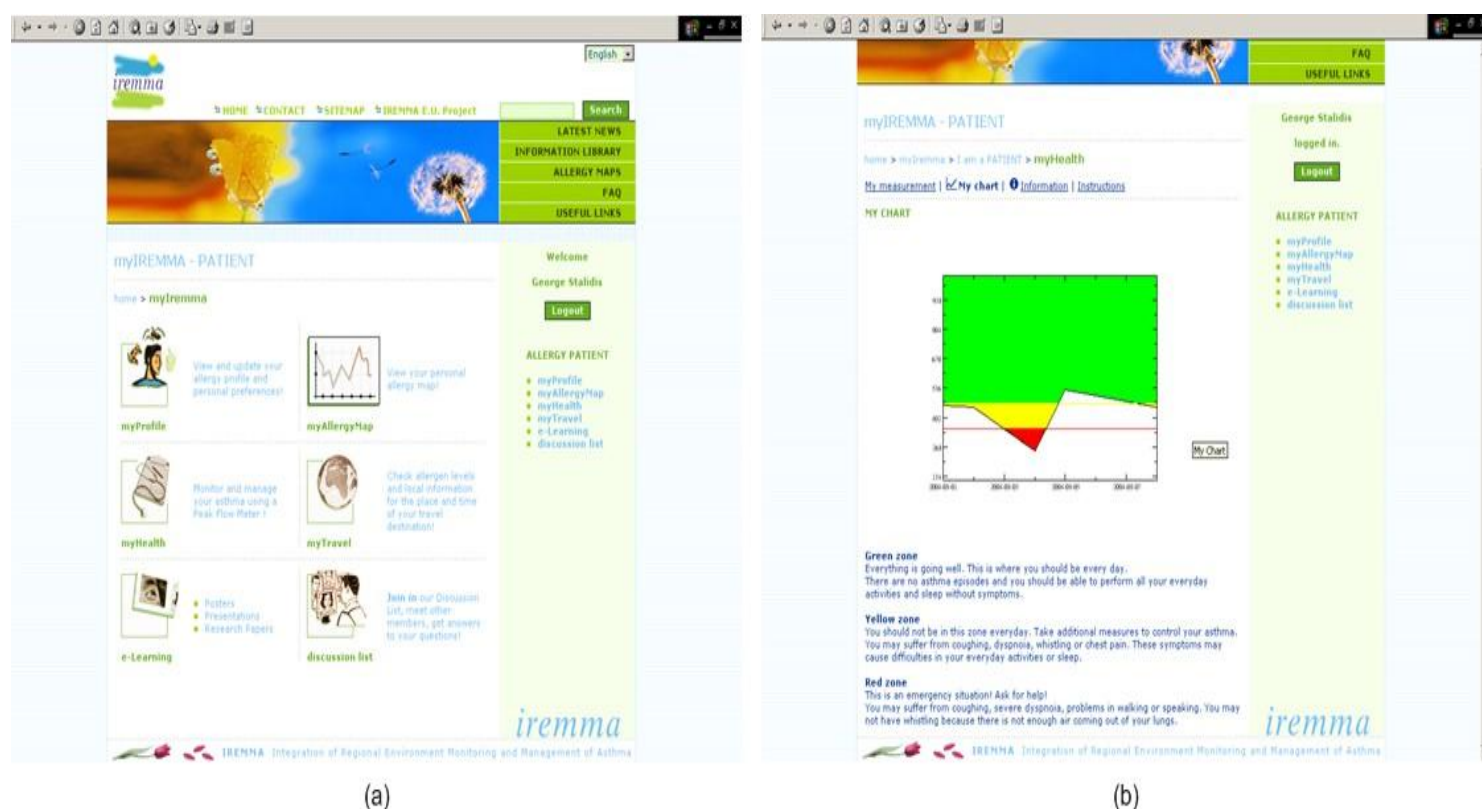 English
iremma
HOME CONTACT SITEMAP IREMMA E.U. Project
Search
LATEST NEWS
INFORMATION LIBRARY
ALLERGY MAPS
FAQ
USEFUL LINKS
myIREMMA - PATIENT
home > myIremma
View and update your
allergy profile and
personal preferences!
myProfile
View your personal
allergy map!
myAllergyMap
Monitor and manage
your asthma using a
Peak Flow Meter !
myHealth
Check allergen levels
and local information
for the place and time
of your travel
destination!
myTravel
Posters
Presentations
Research Papers
e-Learning
Join in our Discussion
List, meet other
members, get answers
to your questions!
discussion list
Welcome
George Stalidis
Logout
ALLERGY PATIENT
myProfile
myAllergyMap
myHealth
myTravel
e-Learning
discussion list
iremma
IREMMA Integration of Regional Environment Monitoring and Management of Asthma
(a)
FAQ
USEFUL LINKS
myIREMMA - PATIENT
home > myIremma > I am a PATIENT > myHealth
My measurement | My chart | Information | Instructions
MY CHART
My Chart
Green zone
Everything is going well. This is where you should be every day.
There are no asthma episodes and you should be able to perform all your everyday
activities and sleep without symptoms.
Yellow zone
You should not be in this zone everyday. Take additional measures to control your asthma.
You may suffer from coughing, dyspnoia, whistling or chest pain. These symptoms may
cause difficulties in your everyday activities or sleep.
Red zone
This is an emergency situation! Ask for help!
You may suffer from coughing, severe dyspnoia, problems in walking or speaking. You may
not have whistling because there is not enough air coming out of your lungs.
George Stalidis
logged in.
Logout
ALLERGY PATIENT
myProfile
myAllergyMap
myHealth
myTravel
e-Learning
discussion list
iremma
IREMMA Integration of Regional Environment Monitoring and Management of Asthma
(b)